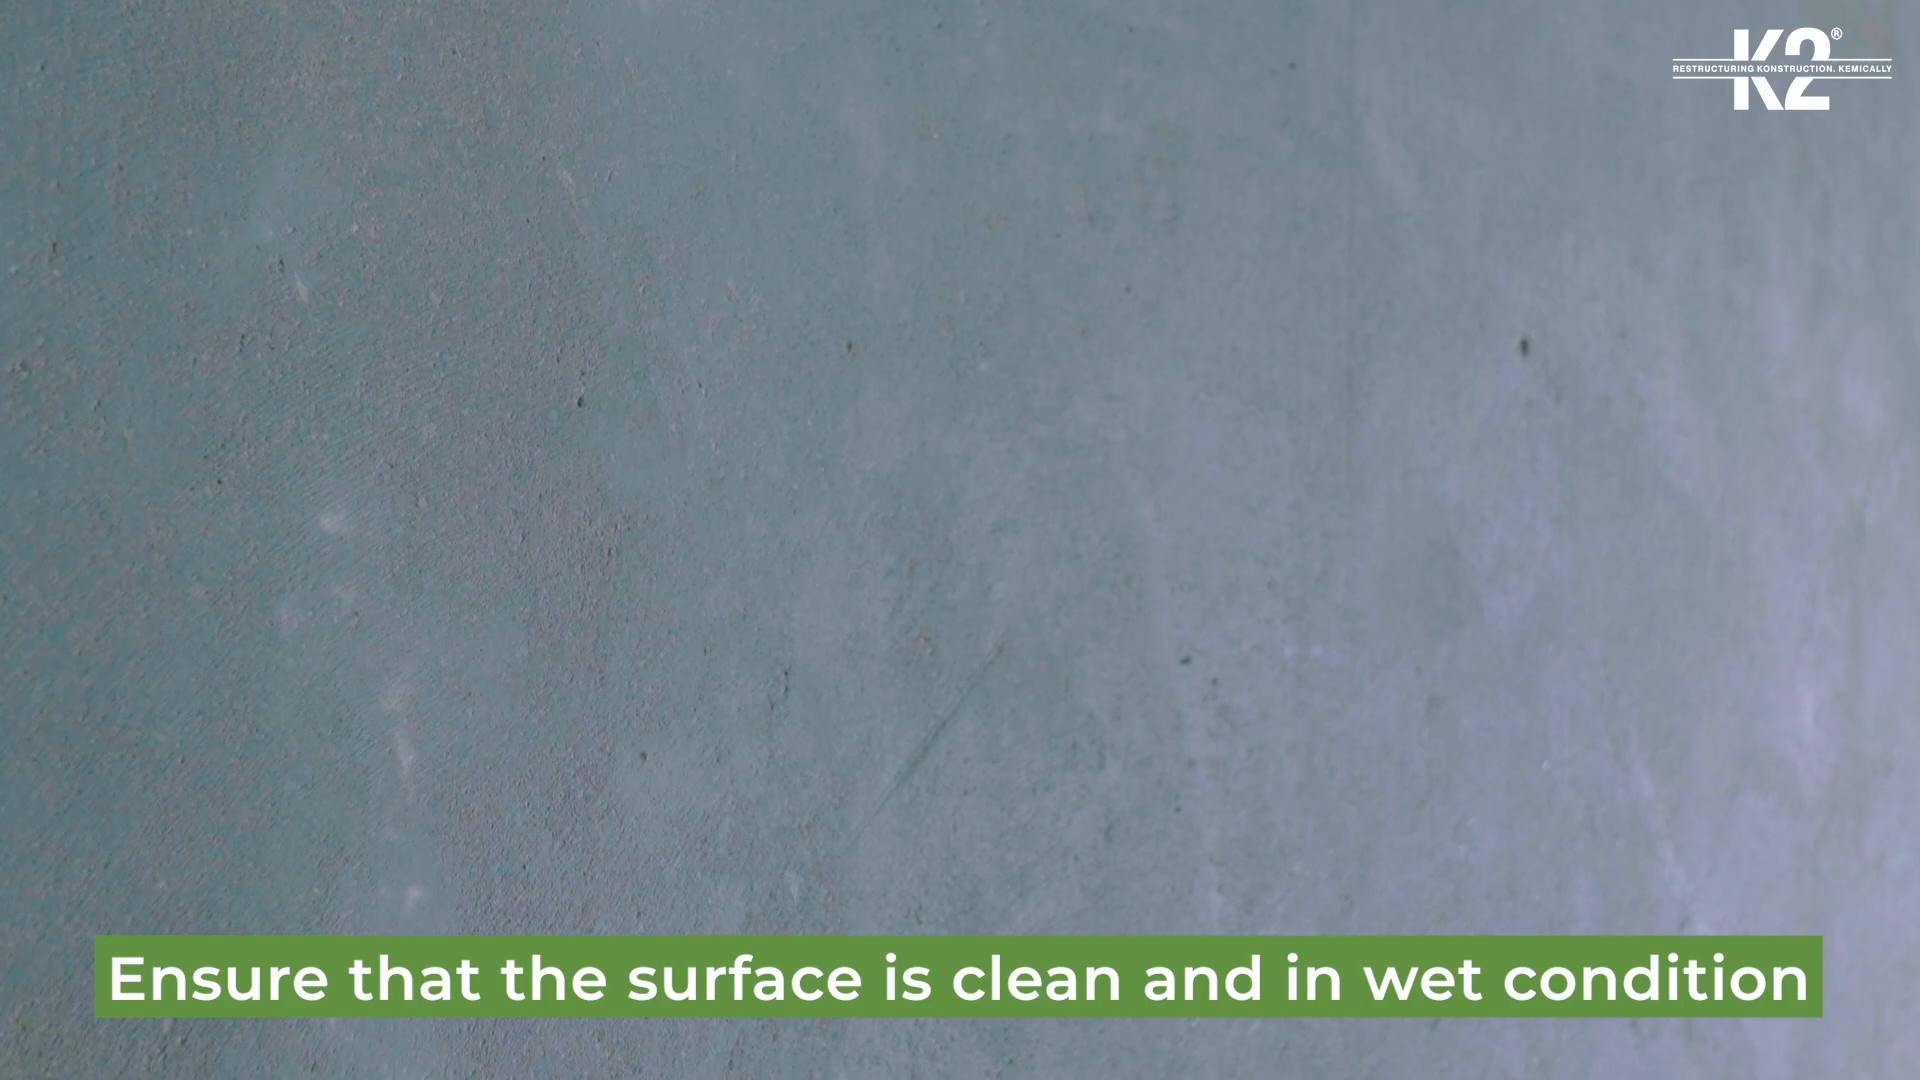 K2®
RESTRUCTURING KONSTRUCTION. KEMICALLY
Ensure that the surface is clean and in wet condition